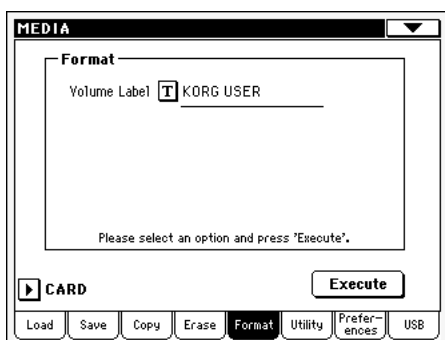 MEDIA
Format
Volume Label T KORG USER
Please select an option and press 'Execute'.
CARD
Execute
Load Save Copy Erase Format Utility Prefer-
ences USB